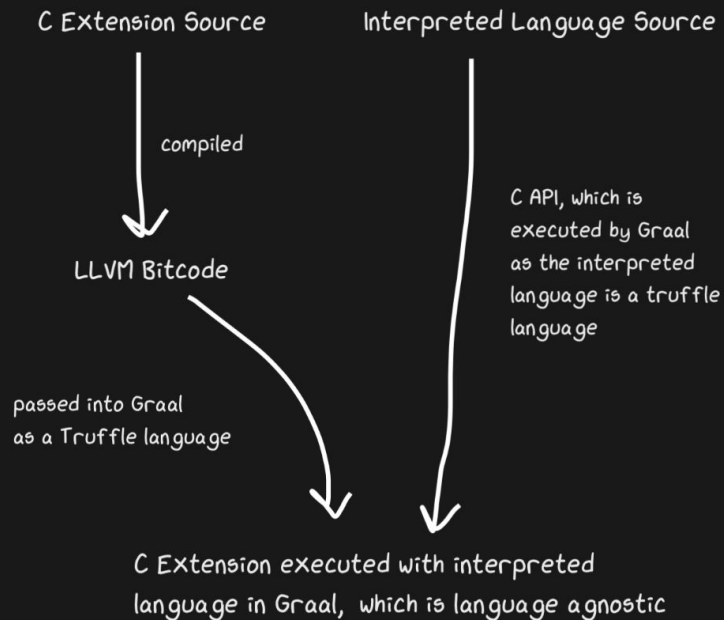 C Extension Source
Interpreted Language Source
compiled
C API, which is
executed by Graal
as the interpreted
language is a truffle
language
LLVM Bitcode
passed into Graal
as a Truffle language
C Extension executed with interpreted
language in Graal, which is language agnostic